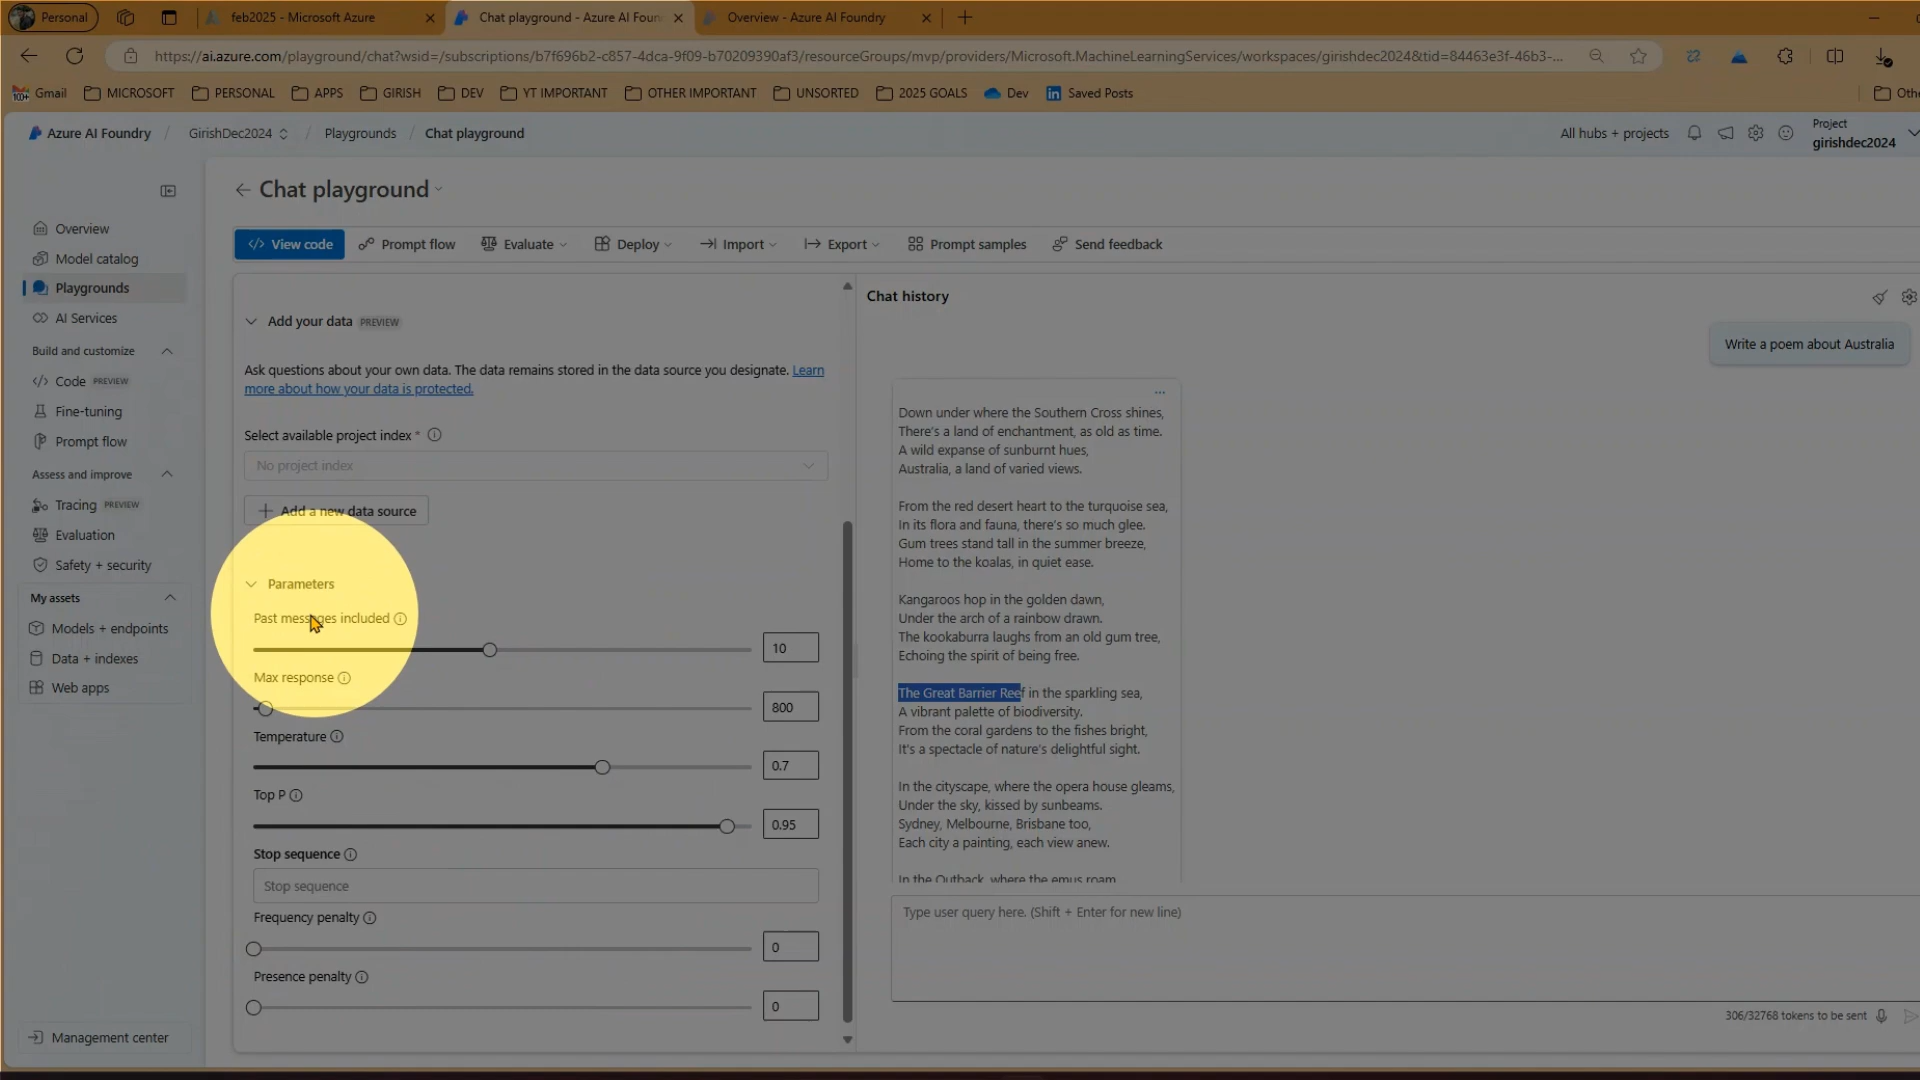 Personal
feb2025 - Microsoft Azure
Chat playground - Azure AI Foun
Overview - Azure AI Foundry
https://ai.azure.com/playground/chat?wsid=/subscriptions/b7f696b2-c857-4dca-9f09-b70209390af3/resourceGroups/mvp/providers/Microsoft.MachineLearningServices/workspaces/girishdec2024&tid=84463e3f-46b3-...
Gmail MICROSOFT PERSONAL APPS GIRISH DEV YT IMPORTANT OTHER IMPORTANT UNSORTED 2025 GOALS Dev Saved Posts Othe
Azure AI Foundry / GirishDec2024 / Playgrounds / Chat playground
All hubs + projects
Project
girishdec2024
Chat playground
Overview
Model catalog
Playgrounds
AI Services
Build and customize
Code PREVIEW
Fine-tuning
Prompt flow
Assess and improve
Tracing PREVIEW
Evaluation
Safety + security
My assets
Models + endpoints
Data + indexes
Web apps
Management center
View code Prompt flow Evaluate Deploy Import Export Prompt samples Send feedback
Add your data PREVIEW
Ask questions about your own data. The data remains stored in the data source you designate. Learn
more about how your data is protected.
Select available project index *
No project index
Add a new data source
Parameters
Past messages included
10
Max response
800
Temperature
0.7
Top P
0.95
Stop sequence
Stop sequence
Frequency penalty
0
Presence penalty
0
Chat history
Write a poem about Australia
Down under where the Southern Cross shines,
There's a land of enchantment, as old as time.
A wild expanse of sunburnt hues,
Australia, a land of varied views.
From the red desert heart to the turquoise sea,
In its flora and fauna, there's so much glee.
Gum trees stand tall in the summer breeze,
Home to the koalas, in quiet ease.
Kangaroos hop in the golden dawn,
Under the arch of a rainbow drawn.
The kookaburra laughs from an old gum tree,
Echoing the spirit of being free.
The Great Barrier Reef in the sparkling sea,
A vibrant palette of biodiversity.
From the coral gardens to the fishes bright,
It's a spectacle of nature's delightful sight.
In the cityscape, where the opera house gleams,
Under the sky, kissed by sunbeams.
Sydney, Melbourne, Brisbane too,
Each city a painting, each view anew.
In the Outback, where the emus roam
Type user query here. (Shift + Enter for new line)
306/32768 tokens to be sent